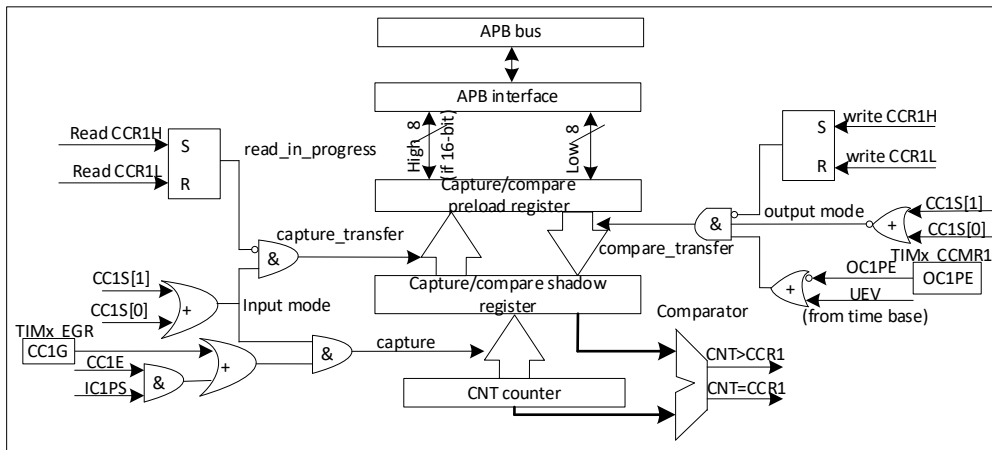 APB bus
APB interface
High 8
(if 16-bit)
Low 8
Read CCR1H
Read CCR1L
S
R
read_in_progress
write CCR1H
write CCR1L
S
R
Capture/compare
preload register
capture_transfer
&
compare_transfer
&
output mode
CC1S[1]
CC1S[0]
+
TIMx_CCMR1
OC1PE
OC1PE
UEV
(from time base)
+
CC1S[1]
CC1S[0]
+
Input mode
Capture/compare shadow
register
Comparator
TIMx_EGR
CC1G
CC1E
IC1PS
&
+
&
capture
CNT counter
CNT>CCR1
CNT=CCR1